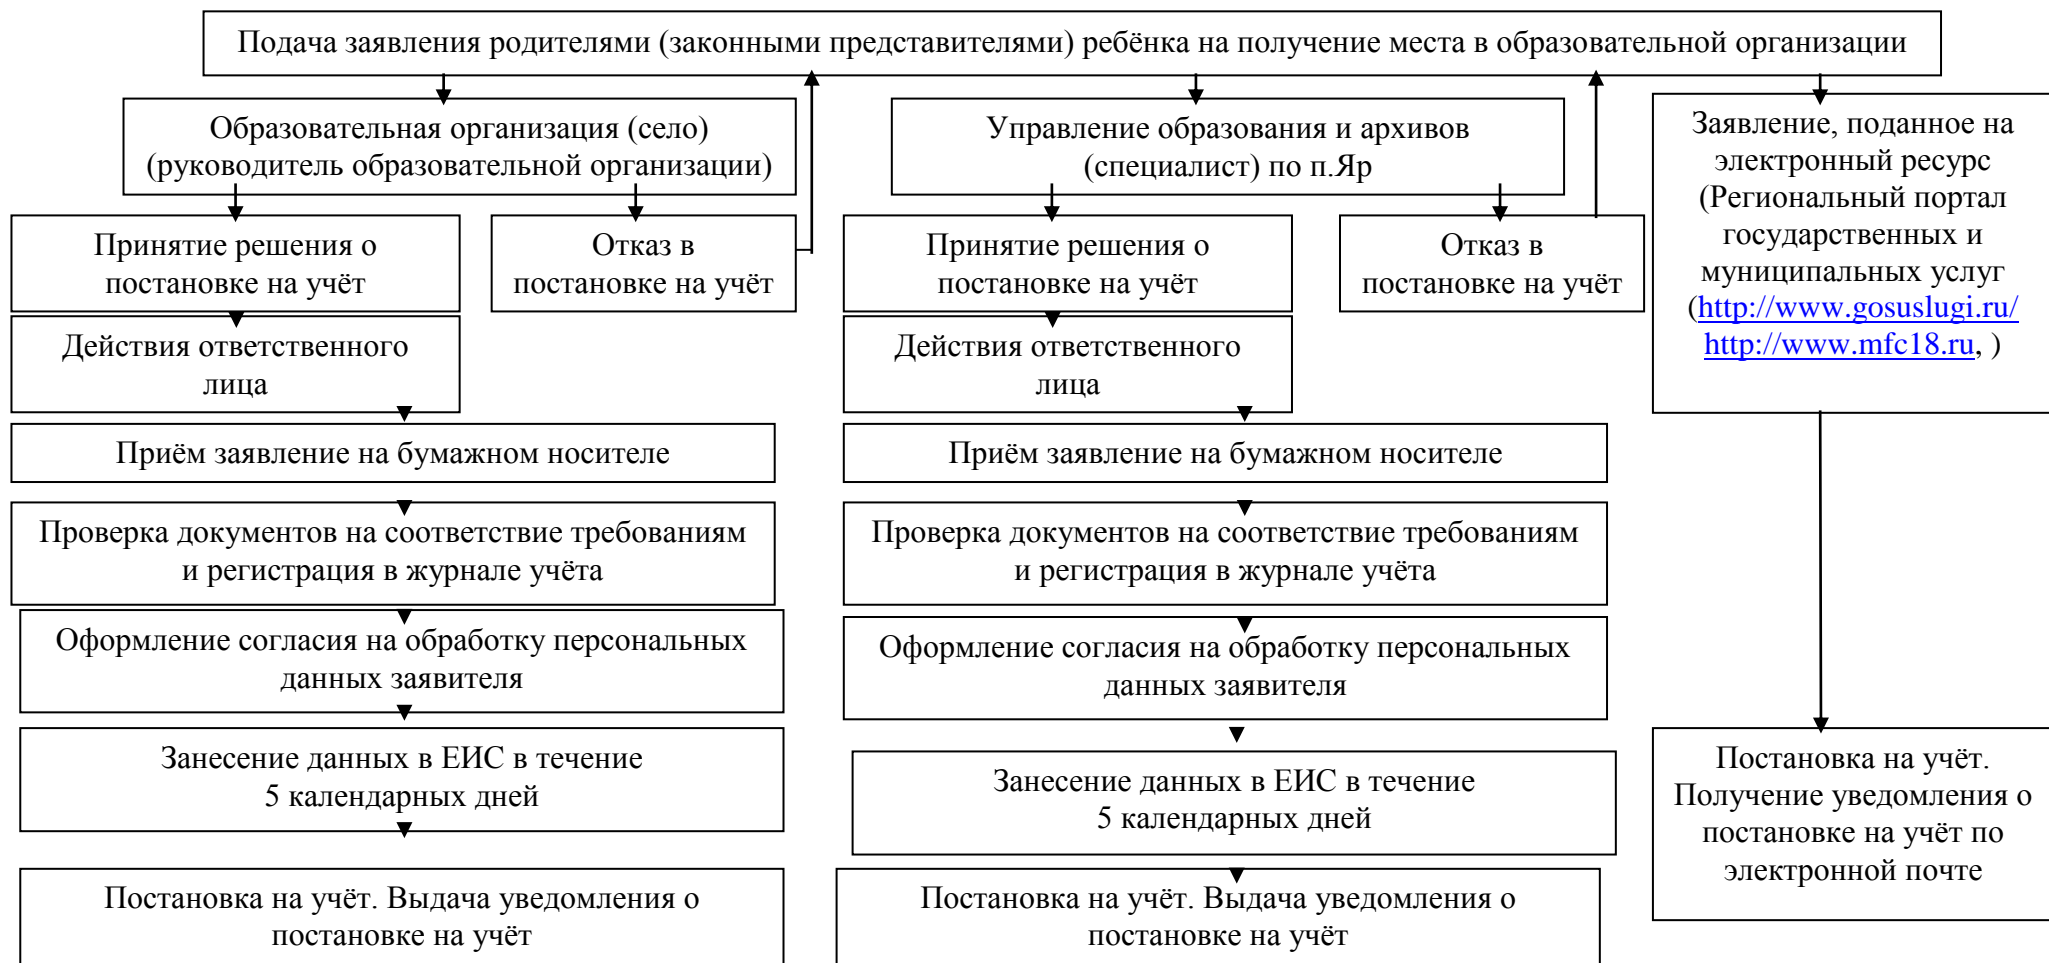 Подача заявления родителями (законными представителями) ребёнка на получение места в образовательной организации
Образовательная организация (село)
(руководитель образовательной организации)
Управление образования и архивов
(специалист) по п.Яр
Заявление, поданное на
электронный ресурс
(Региональный портал
государственных и
муниципальных услуг
(http://www.gosuslugi.ru/
http://www.mfc18.ru, )
Принятие решения о
постановке на учёт
Отказ в
постановке на учёт
Принятие решения о
постановке на учёт
Отказ в
постановке на учёт
Действия ответственного
лица
Действия ответственного
лица
Приём заявление на бумажном носителе
Приём заявление на бумажном носителе
Проверка документов на соответствие требованиям
и регистрация в журнале учёта
Проверка документов на соответствие требованиям
и регистрация в журнале учёта
Оформление согласия на обработку персональных
данных заявителя
Оформление согласия на обработку персональных
данных заявителя
Занесение данных в ЕИС в течение
5 календарных дней
Занесение данных в ЕИС в течение
5 календарных дней
Постановка на учёт.
Получение уведомления о
постановке на учёт по
электронной почте
Постановка на учёт. Выдача уведомления о
постановке на учёт
Постановка на учёт. Выдача уведомления о
постановке на учёт